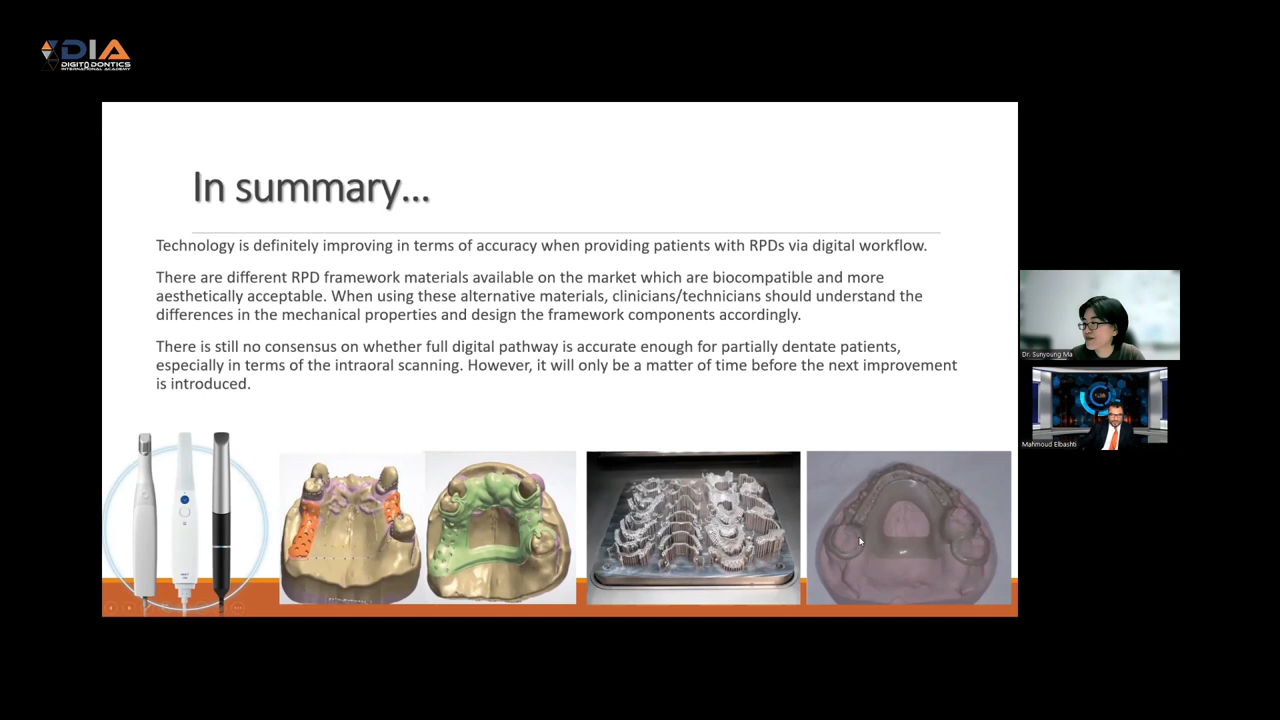 DIA
DIGITODONTICS
INTERNATIONAL ACADEMY
In summary...
Technology is definitely improving in terms of accuracy when providing patients with RPDs via digital workflow.
There are different RPD framework materials available on the market which are biocompatible and more
aesthetically acceptable. When using these alternative materials, clinicians/technicians should understand the
differences in the mechanical properties and design the framework components accordingly.
There is still no consensus on whether full digital pathway is accurate enough for partially dentate patients,
especially in terms of the intraoral scanning. However, it will only be a matter of time before the next improvement
is introduced.
Dr. Sunyoung Ma
Mahmoud Elbashti